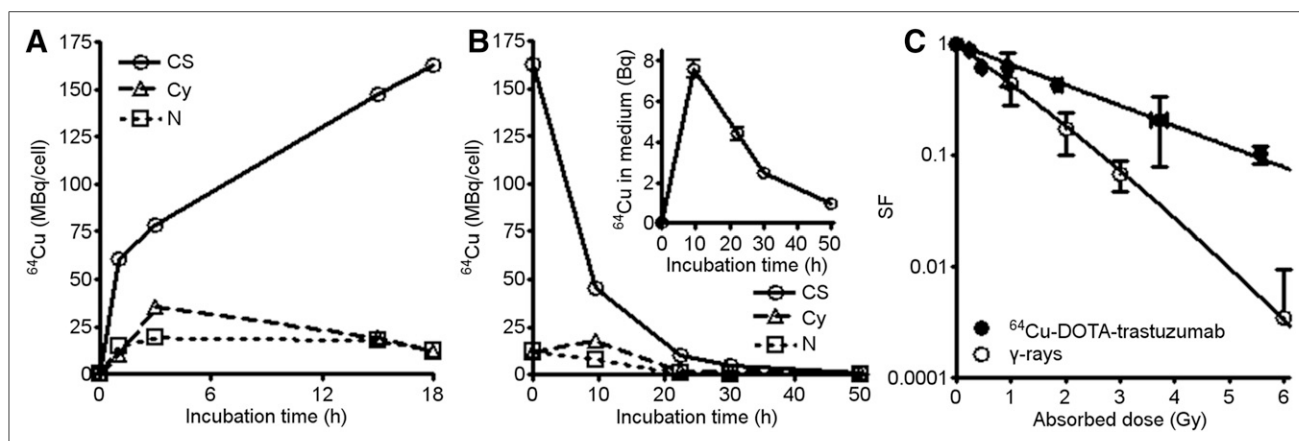 A
175
150
125
100
75
50
25
0
⁶⁴Cu (MBq/cell)
CS
Cy
N
0
6
12
18
Incubation time (h)
B
175
150
125
100
75
50
25
0
⁶⁴Cu (MBq/cell)
8
6
4
2
0
⁶⁴Cu in medium (Bq)
0 10 20 30 40 50
Incubation time (h)
CS
Cy
N
0 10 20 30 40 50
Incubation time (h)
C
1
0.1
0.01
0.0001
SF
⁶⁴Cu-DOTA-trastuzumab
γ-rays
0 1 2 3 4 5 6
Absorbed dose (Gy)